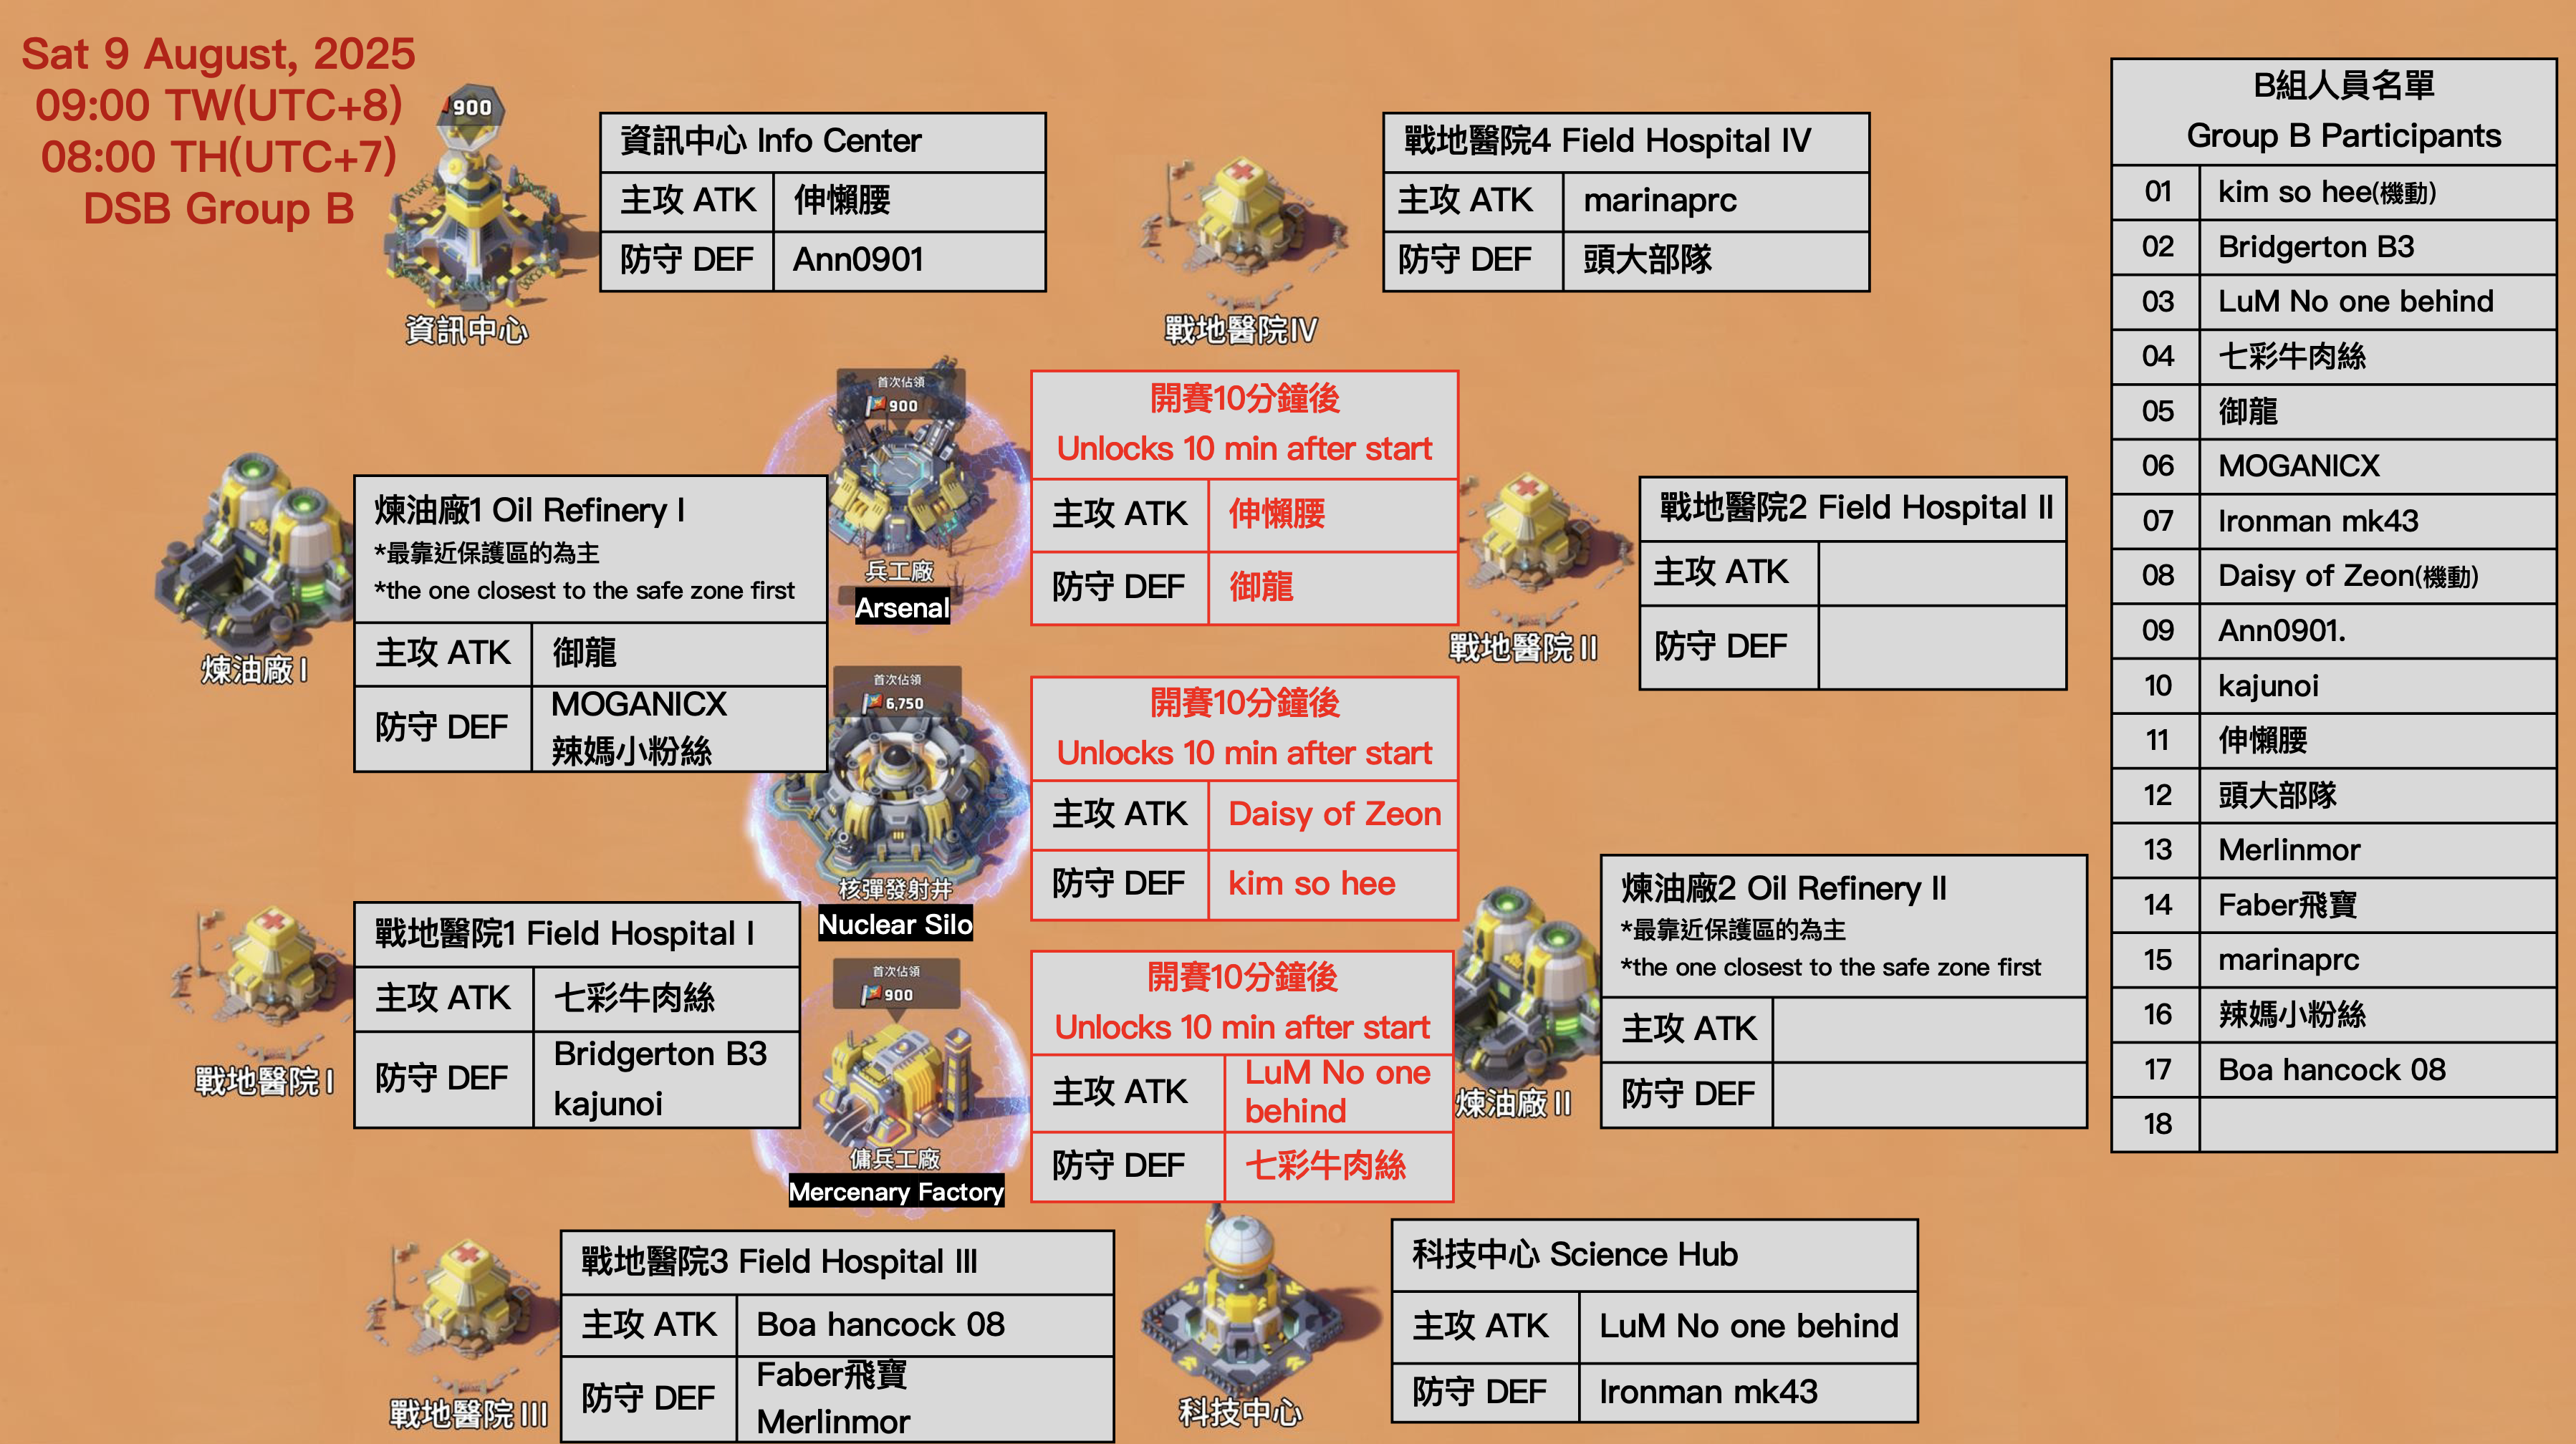 Sat 9 August, 2025
09:00 TW(UTC+8)
08:00 TH(UTC+7)
DSB Group B
900
資訊中心
資訊中心 Info Center
主攻 ATK 伸懶腰
防守 DEF Ann0901
戰地醫院IV
戰地醫院4 Field Hospital IV
主攻 ATK marinaprc
防守 DEF 頭大部隊
煉油廠 I
煉油廠1 Oil Refinery I
*最靠近保護區的為主
*the one closest to the safe zone first
主攻 ATK 御龍
防守 DEF MOGANICX
辣媽小粉絲
首次佔領
900
兵工廠
Arsenal
開賽10分鐘後
Unlocks 10 min after start
主攻 ATK 伸懶腰
防守 DEF 御龍
戰地醫院 II
戰地醫院2 Field Hospital II
主攻 ATK
防守 DEF
首次佔領
6,750
核彈發射井
Nuclear Silo
開賽10分鐘後
Unlocks 10 min after start
主攻 ATK Daisy of Zeon
防守 DEF kim so hee
戰地醫院 I
戰地醫院1 Field Hospital I
主攻 ATK 七彩牛肉絲
防守 DEF Bridgerton B3
kajunoi
首次佔領
900
傭兵工廠
Mercenary Factory
開賽10分鐘後
Unlocks 10 min after start
主攻 ATK LuM No one
behind
防守 DEF 七彩牛肉絲
煉油廠 II
煉油廠2 Oil Refinery II
*最靠近保護區的為主
*the one closest to the safe zone first
主攻 ATK
防守 DEF
戰地醫院 III
戰地醫院3 Field Hospital III
主攻 ATK Boa hancock 08
防守 DEF Faber飛寶
Merlinmor
科技中心
科技中心 Science Hub
主攻 ATK LuM No one behind
防守 DEF Ironman mk43
B組人員名單
Group B Participants
01 kim so hee(機動)
02 Bridgerton B3
03 LuM No one behind
04 七彩牛肉絲
05 御龍
06 MOGANICX
07 Ironman mk43
08 Daisy of Zeon(機動)
09 Ann0901.
10 kajunoi
11 伸懶腰
12 頭大部隊
13 Merlinmor
14 Faber飛寶
15 marinaprc
16 辣媽小粉絲
17 Boa hancock 08
18